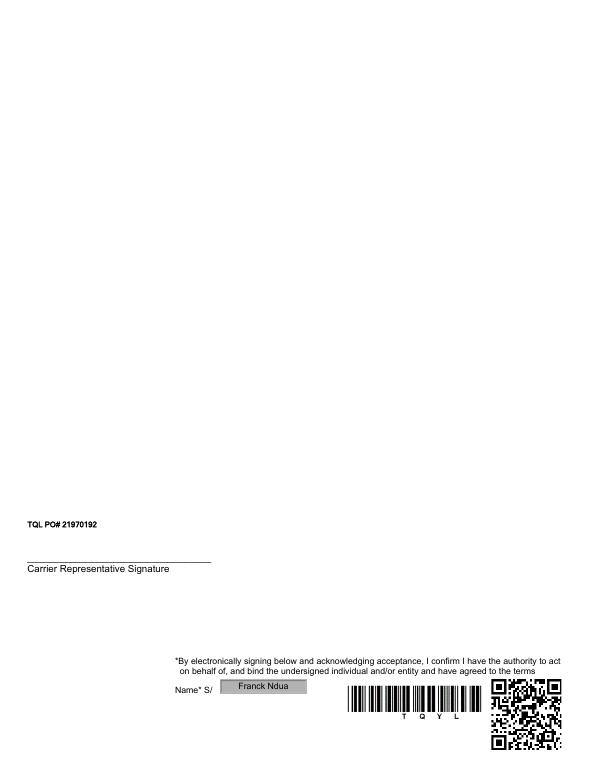 TQL PO# 21970192
Carrier Representative Signature
*By electronically signing below and acknowledging acceptance, I confirm I have the authority to act
on behalf of, and bind the undersigned individual and/or entity and have agreed to the terms
Name* S/ Franck Ndua
T Q Y L